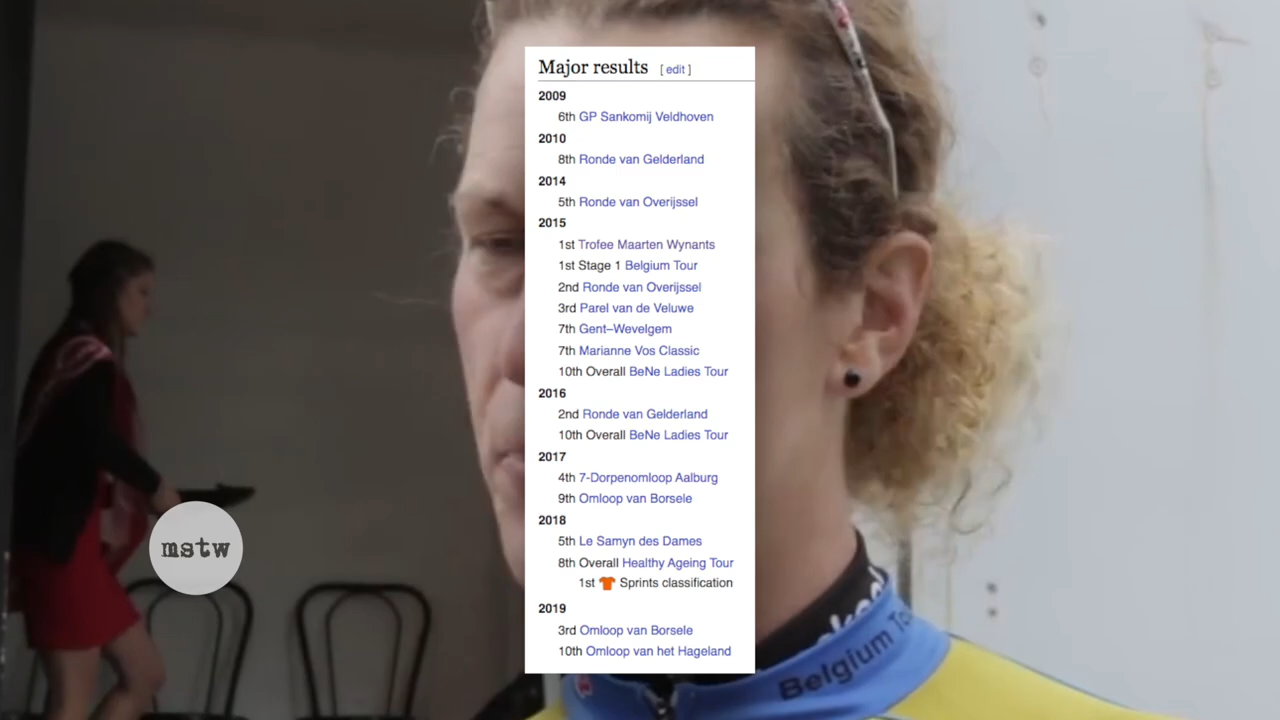 Major results [ edit ]
2009
6th GP Sankomij Veldhoven
2010
8th Ronde van Gelderland
2014
5th Ronde van Overijssel
2015
1st Trofee Maarten Wynants
1st Stage 1 Belgium Tour
2nd Ronde van Overijssel
3rd Parel van de Veluwe
7th Gent–Wevelgem
7th Marianne Vos Classic
10th Overall BeNe Ladies Tour
2016
2nd Ronde van Gelderland
10th Overall BeNe Ladies Tour
2017
4th 7-Dorpenomloop Aalburg
9th Omloop van Borsele
2018
5th Le Samyn des Dames
8th Overall Healthy Ageing Tour
1st Sprints classification
2019
3rd Omloop van Borsele
10th Omloop van het Hageland
mstw
Belgium